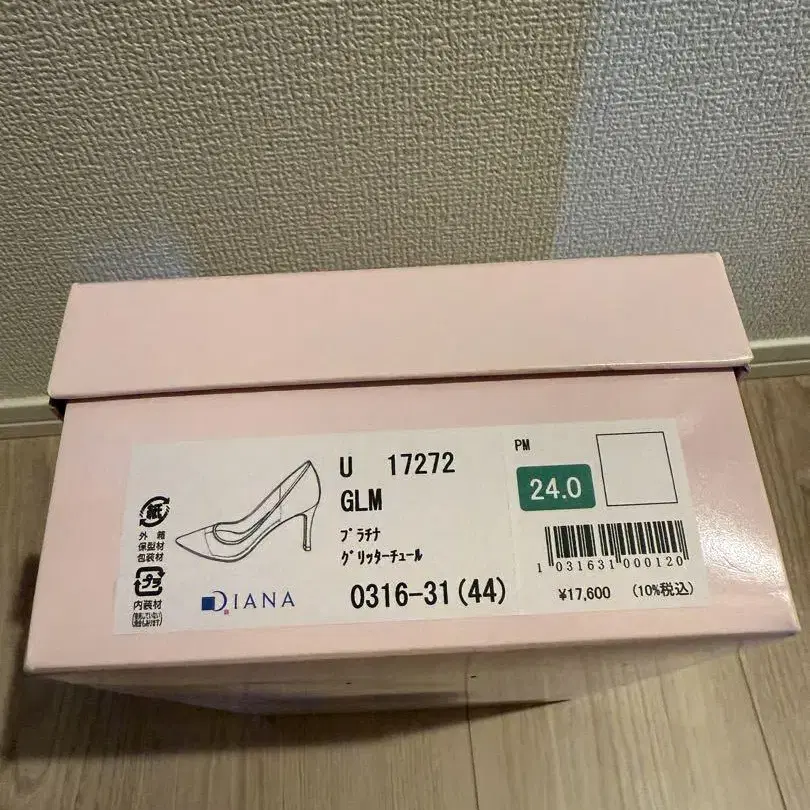 紙
外 箱
保型材
包装材
プラ
内装材
DIANA
U 17272
GLM
プラチナ
グリッターチュール
0316-31(44)
PM
24.0
1 031631 000120
¥17,600 (10%税込)